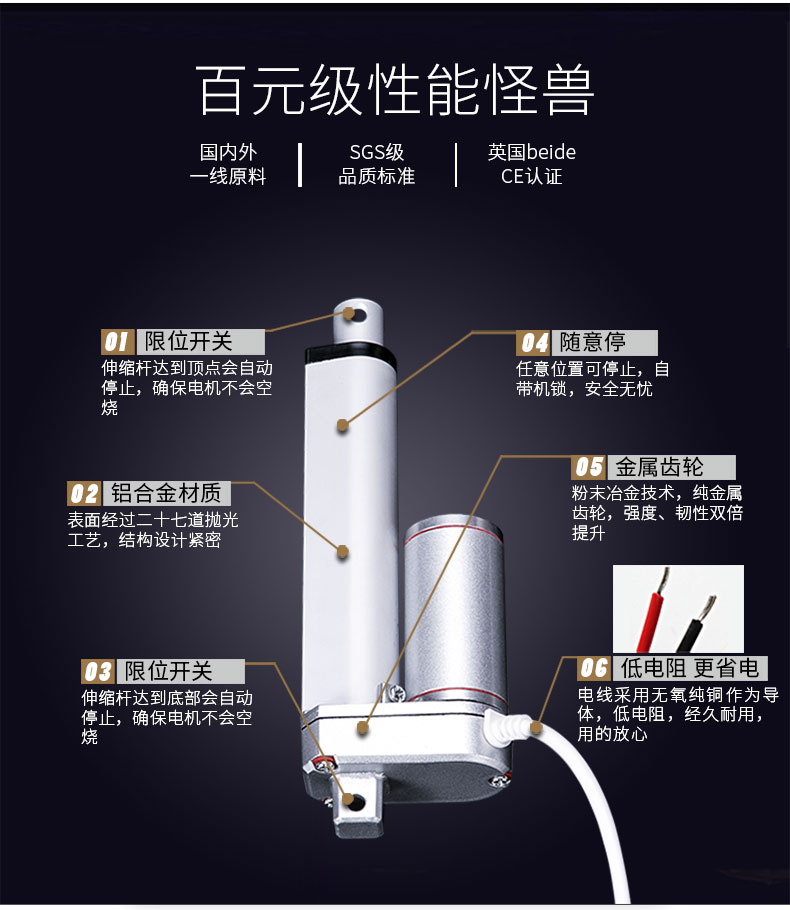 百元级性能怪兽
国内外
一线原料
SGS级
品质标准
英国beide
CE认证
01 限位开关
伸缩杆达到顶点会自动
停止，确保电机不会空
烧
04 随意停
任意位置可停止，自
带机锁，安全无忧
02 铝合金材质
表面经过二十七道抛光
工艺，结构设计紧密
05 金属齿轮
粉末冶金技术，纯金属
齿轮，强度、韧性双倍
提升
03 限位开关
伸缩杆达到底部会自动
停止，确保电机不会空
烧
06 低电阻 更省电
电线采用无氧纯铜作为导
体，低电阻，经久耐用，
用的放心